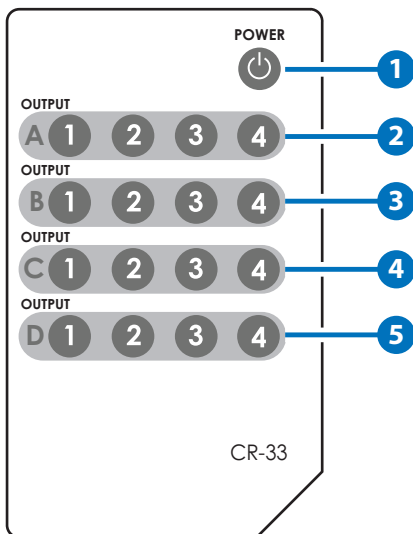 POWER
1
OUTPUT
A 1 2 3 4 2
OUTPUT
B 1 2 3 4 3
OUTPUT
C 1 2 3 4 4
OUTPUT
D 1 2 3 4 5
CR-33